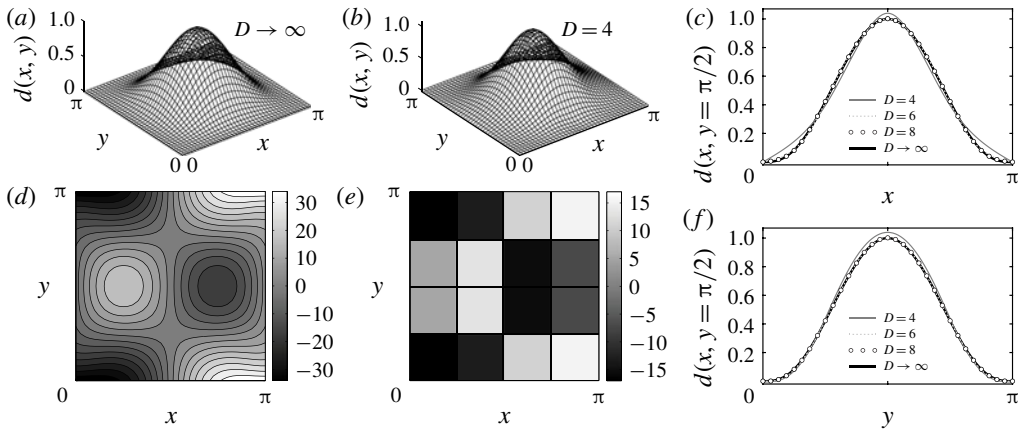 (a)
D → ∞
d(x, y)
1.0
0.5
0
π
y
0 0
x
π
(b)
D = 4
d(x, y)
1.0
0.5
0
π
y
0 0
x
π
(c)
d(x, y = π/2)
1.0
0.8
0.6
0.4
0.2
0
D = 4
D = 6
D = 8
D → ∞
x
π
(d)
π
y
0
x
π
30
20
10
0
−10
−20
−30
(e)
π
y
0
x
π
15
10
5
0
−5
−10
−15
(f)
d(x, y = π/2)
1.0
0.8
0.6
0.4
0.2
0
D = 4
D = 6
D = 8
D → ∞
y
π